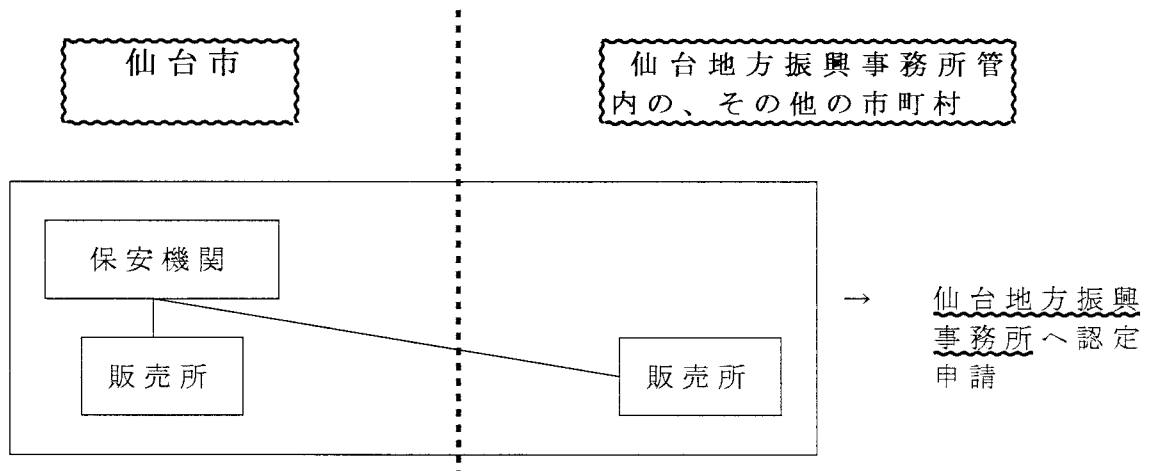 仙台市
仙台地方振興事務所管
内の、その他の市町村
保安機関
販売所
販売所
→
仙台地方振興
事務所へ認定
申請